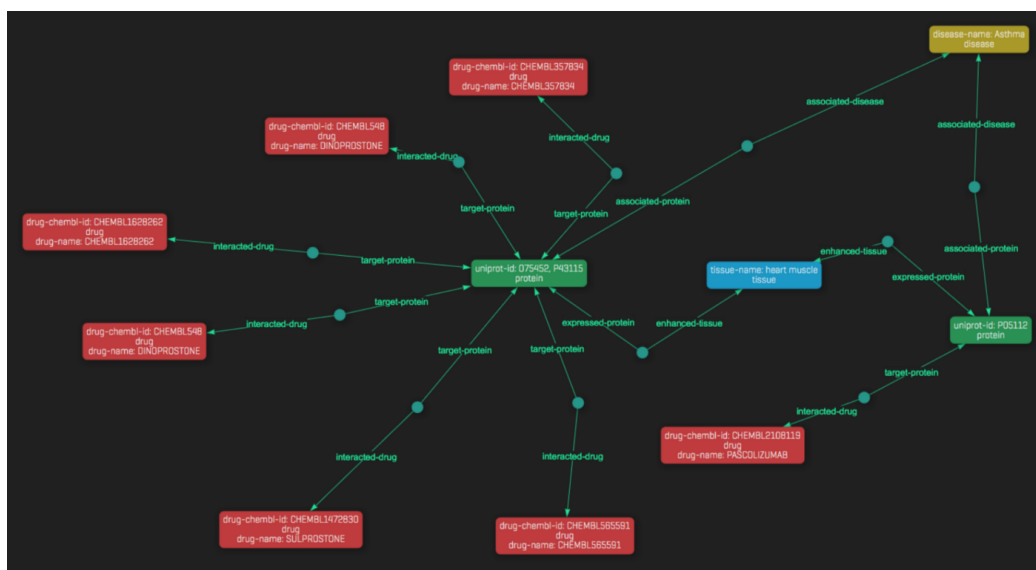 disease-name: Asthma
disease
drug-chembl-id: CHEMBL357834
drug
drug-name: CHEMBL357834
associated-disease
drug-chembl-id: CHEMBL548
drug
drug-name: DINOPROSTONE
interacted-drug
associated-disease
interacted-drug
target-protein
associated-protein
target-protein
drug-chembl-id: CHEMBL1628262
drug
drug-name: CHEMBL1628262
interacted-drug
target-protein
enhanced-tissue
associated-protein
uniprot-id: O75452, P43115
protein
tissue-name: heart muscle
tissue
expressed-protein
target-protein
drug-chembl-id: CHEMBL548
drug
drug-name: DINOPROSTONE
interacted-drug
expressed-protein
enhanced-tissue
uniprot-id: P05112
protein
target-protein
target-protein
target-protein
interacted-drug
drug-chembl-id: CHEMBL2108119
drug
drug-name: PASCOLIZUMAB
interacted-drug
interacted-drug
drug-chembl-id: CHEMBL1472830
drug
drug-name: SULPROSTONE
drug-chembl-id: CHEMBL565591
drug
drug-name: CHEMBL565591